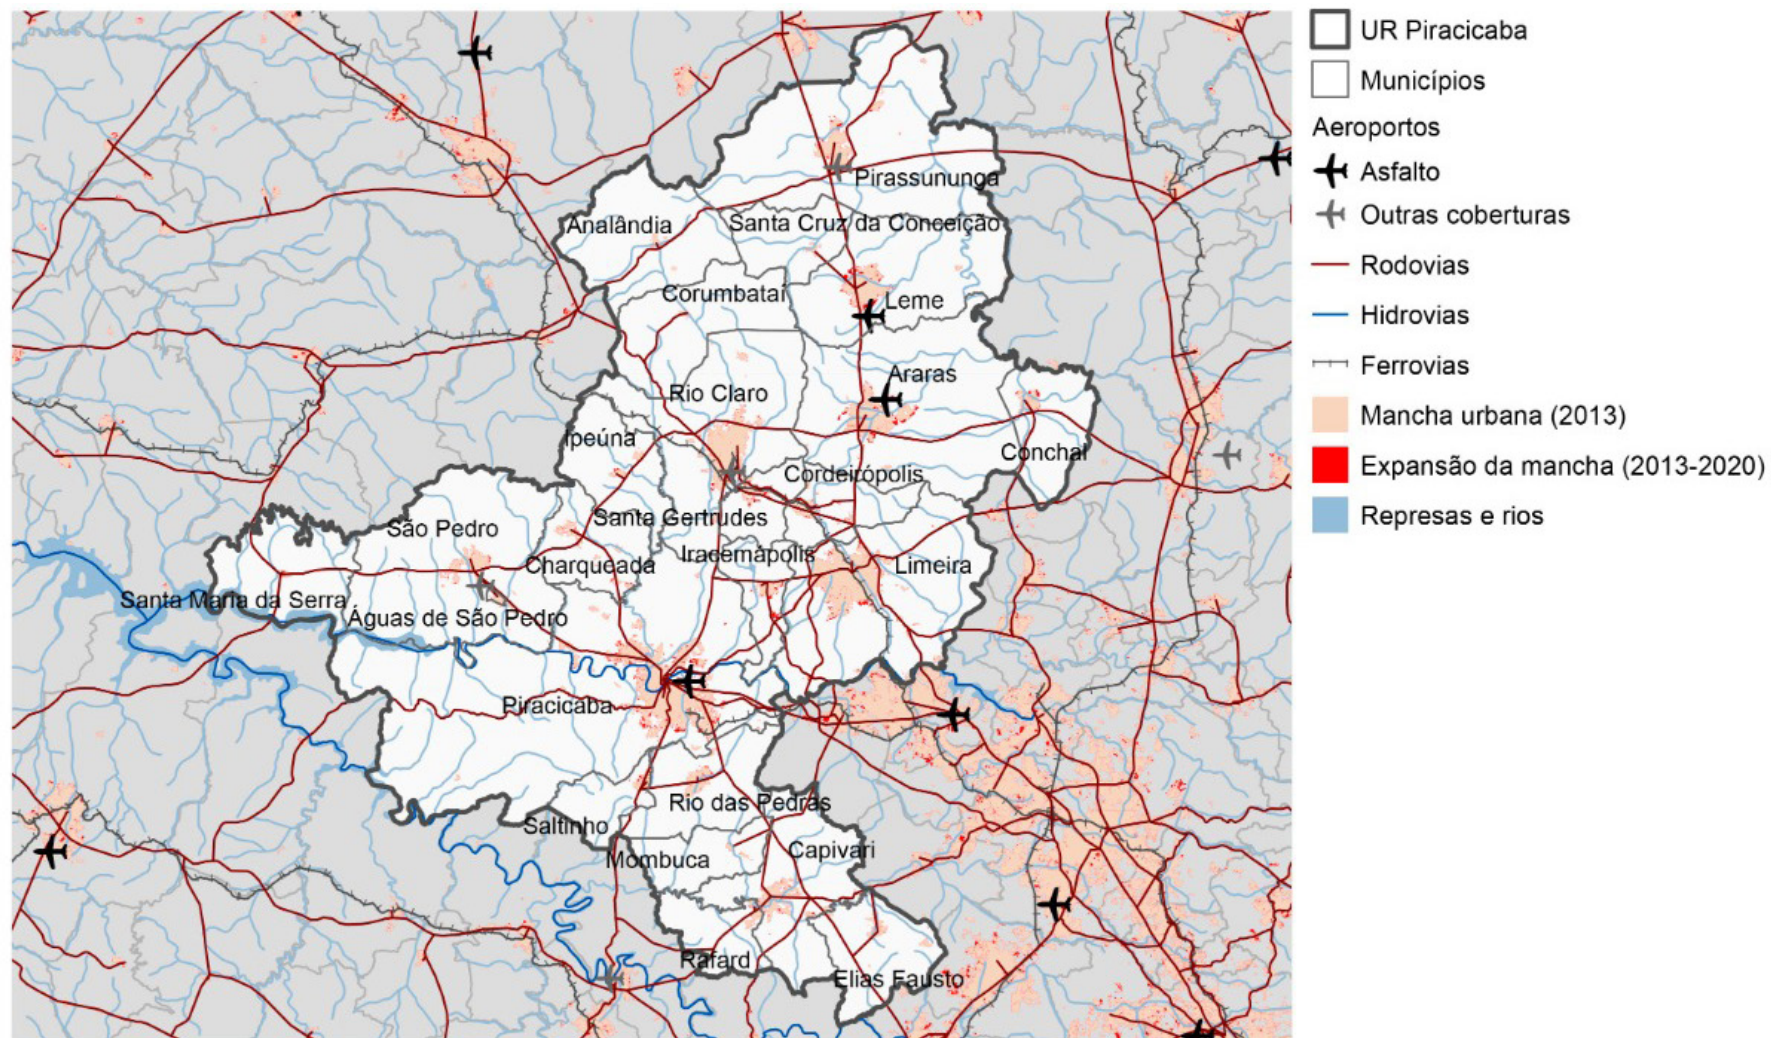 UR Piracicaba
Municípios
Aeroportos
Asfalto
Outras coberturas
Rodovias
Hidrovias
Ferrovias
Mancha urbana (2013)
Expansão da mancha (2013-2020)
Represas e rios
Pirassununga
Analândia
Santa Cruz da Conceição
Corumbataí
Leme
Araras
Rio Claro
Ipeúna
Conchal
Cordeirópolis
Santa Gertrudes
São Pedro
Iracemápolis
Charqueada
Limeira
Santa Maria da Serra
Águas de São Pedro
Piracicaba
Rio das Pedras
Saltinho
Mombuca
Capivari
Rafard
Elias Fausto